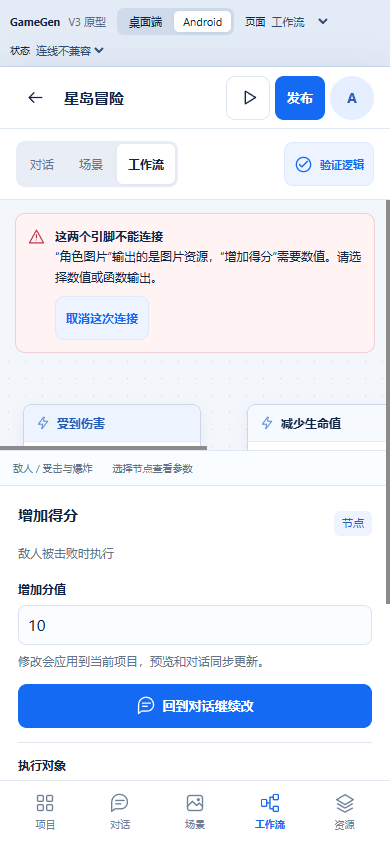 GameGen V3 原型 桌面端 Android 页面 工作流
状态 连线不兼容
星岛冒险 发布 A
对话 场景 工作流 验证逻辑
这两个引脚不能连接
“角色图片”输出的是图片资源，“增加得分”需要数值。请选
择数值或函数输出。
取消这次连接
受到伤害 减少生命值
敌人 / 受击与爆炸 选择节点查看参数
增加得分 节点
敌人被击败时执行
增加分值
10
修改会应用到当前项目，预览和对话同步更新。
回到对话继续改
执行对象
项目 对话 场景 工作流 资源